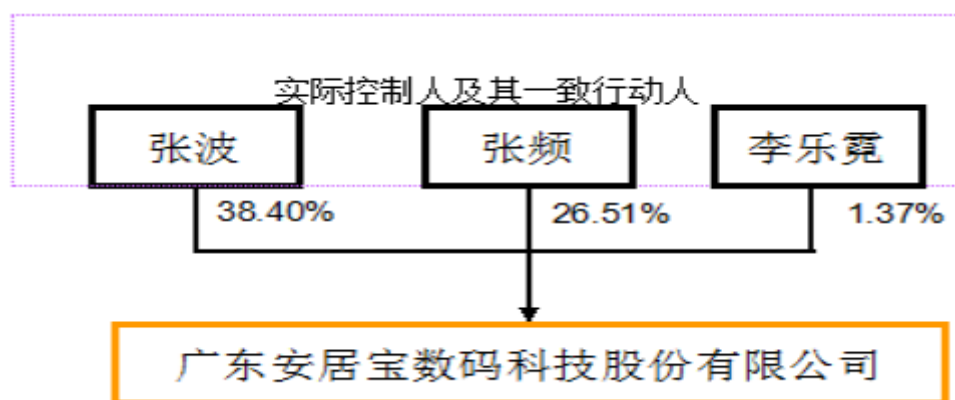 实际控制人及其一致行动人
张波
张频
李乐霓
38.40%
26.51%
1.37%
广东安居宝数码科技股份有限公司